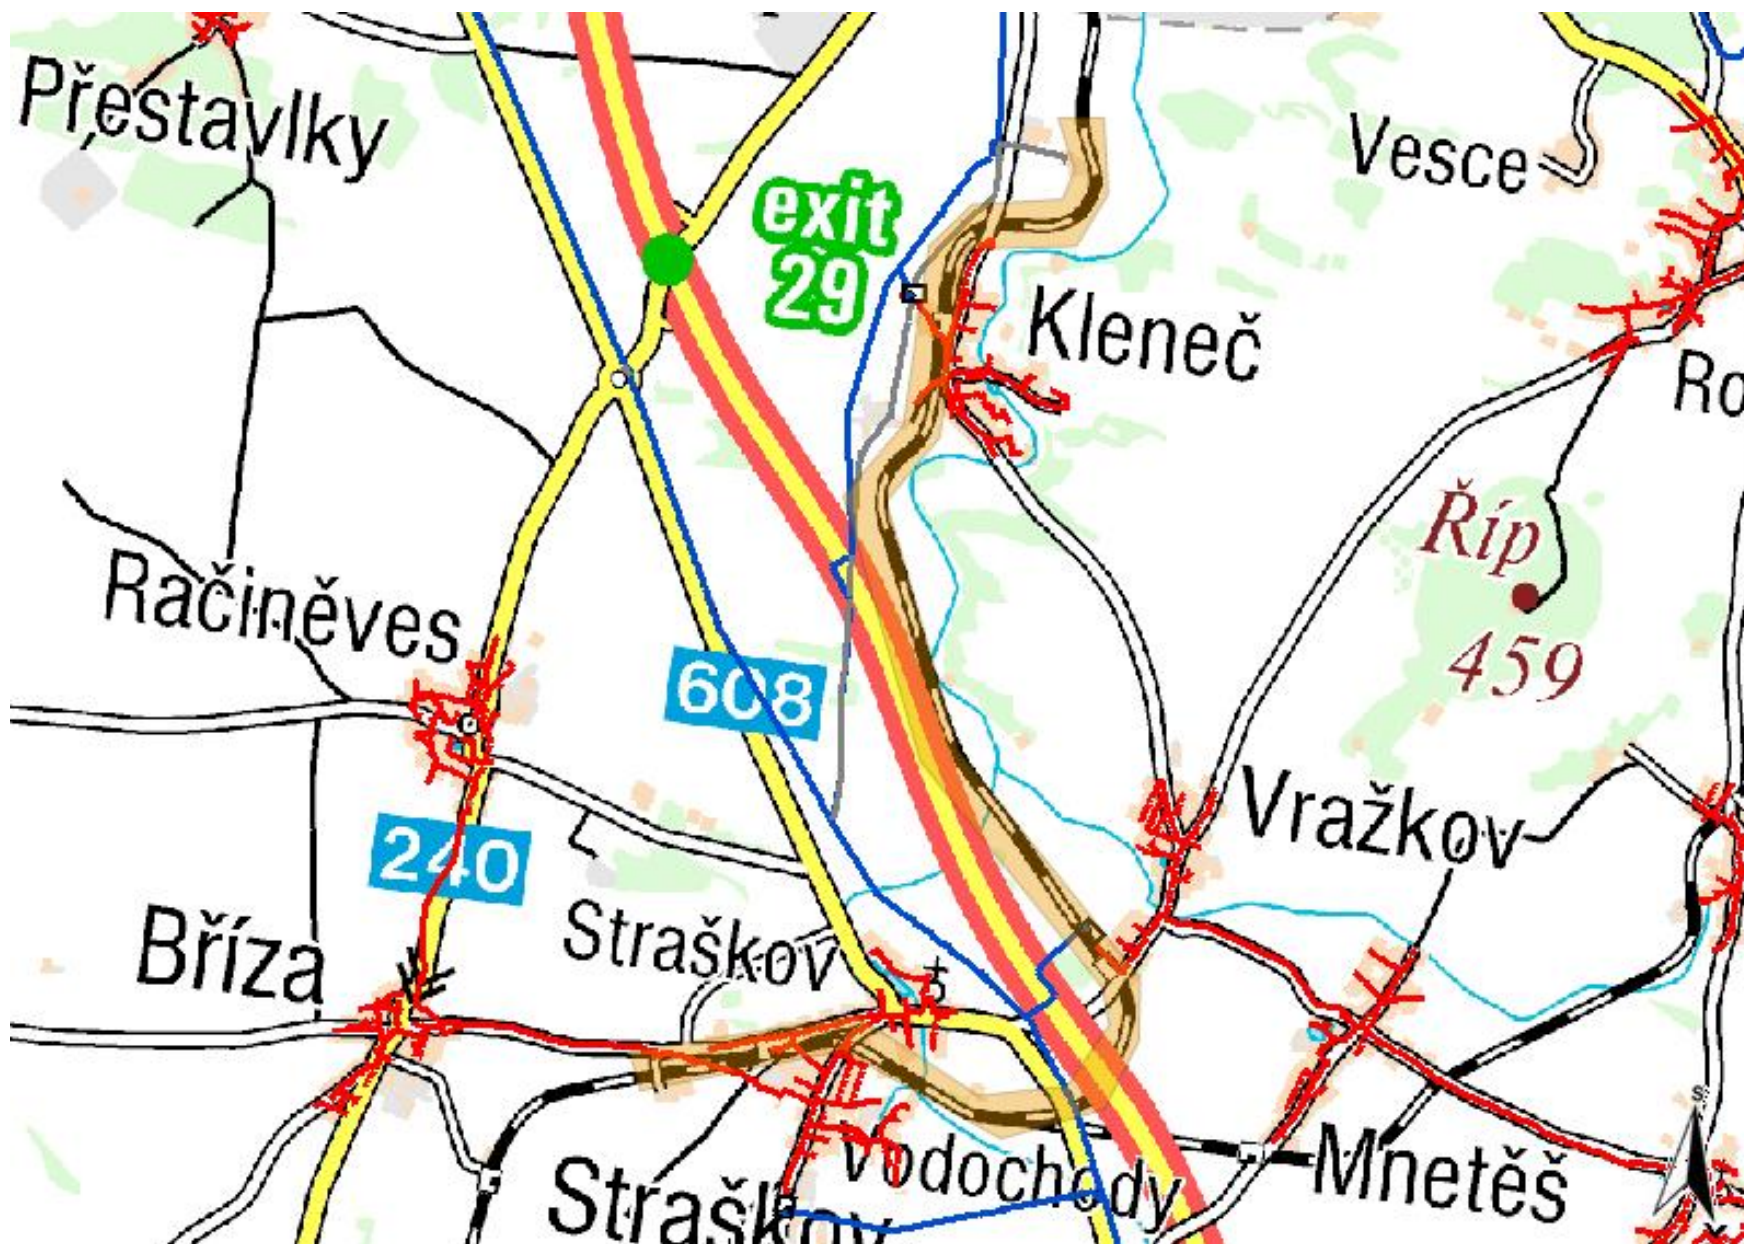 Přestavlky
Vesce
exit
29
Kleneč
Ro
Říp
459
Račiněves
608
240
Vražkov
Bříza
Straškov
Vodochody
Mnetěš
Straškov
S